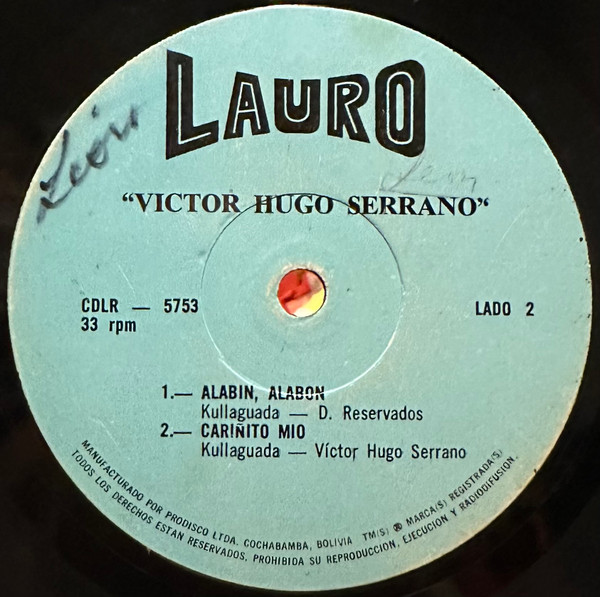 LAURO
León
"VICTOR HUGO SERRANO"
CDLR — 5753
33 rpm
LADO 2
1.— ALABIN, ALABON
Kullaguada — D. Reservados
2.— CARIÑITO MIO
Kullaguada — Víctor Hugo Serrano
MANUFACTURADO POR PRODISCO LTDA. COCHABAMBA, BOLIVIA TM(S) ® MARCA(S) REGISTRADA(S)
TODOS LOS DERECHOS ESTAN RESERVADOS. PROHIBIDA SU REPRODUCCION, EJECUCION Y RADIODIFUSION.